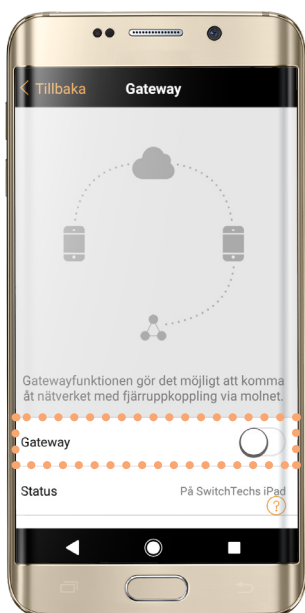 Tillbaka Gateway
Gatewayfunktionen gör det möjligt att komma
åt nätverket med fjärruppkoppling via molnet.
Gateway
Status På SwitchTechs iPad
?